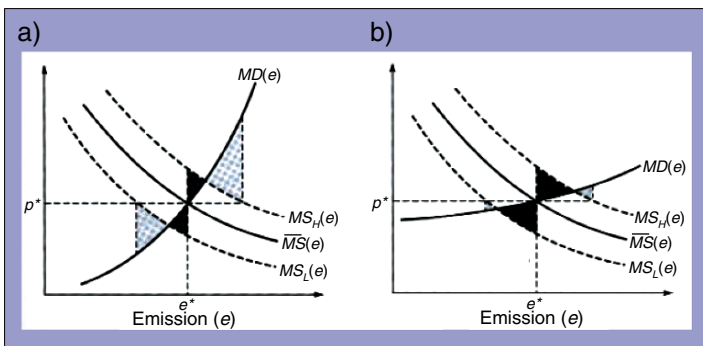 a)
MD(e)
p*
MS_H(e)
M̅S̅(e)
MS_L(e)
e*
Emission (e)
b)
MD(e)
p*
MS_H(e)
M̅S̅(e)
MS_L(e)
e*
Emission (e)